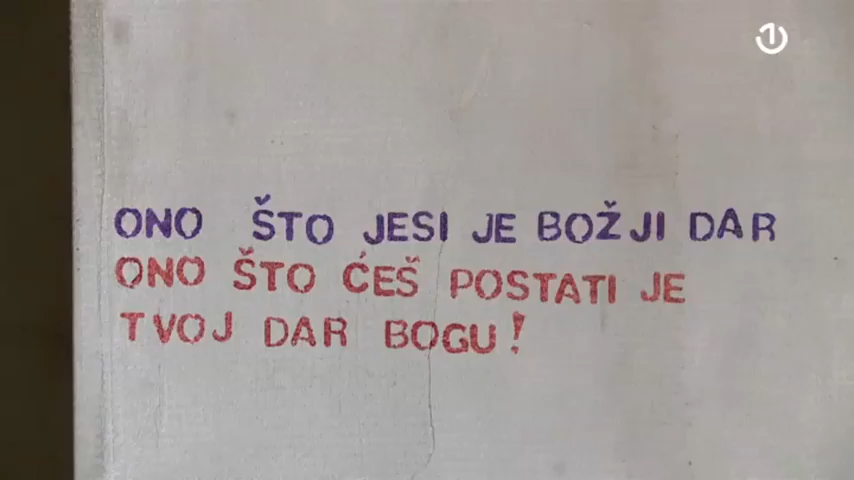 ONO ŠTO JESI JE BOŽJI DAR
ONO ŠTO ĆEŠ POSTATI JE
TVOJ DAR BOGU!